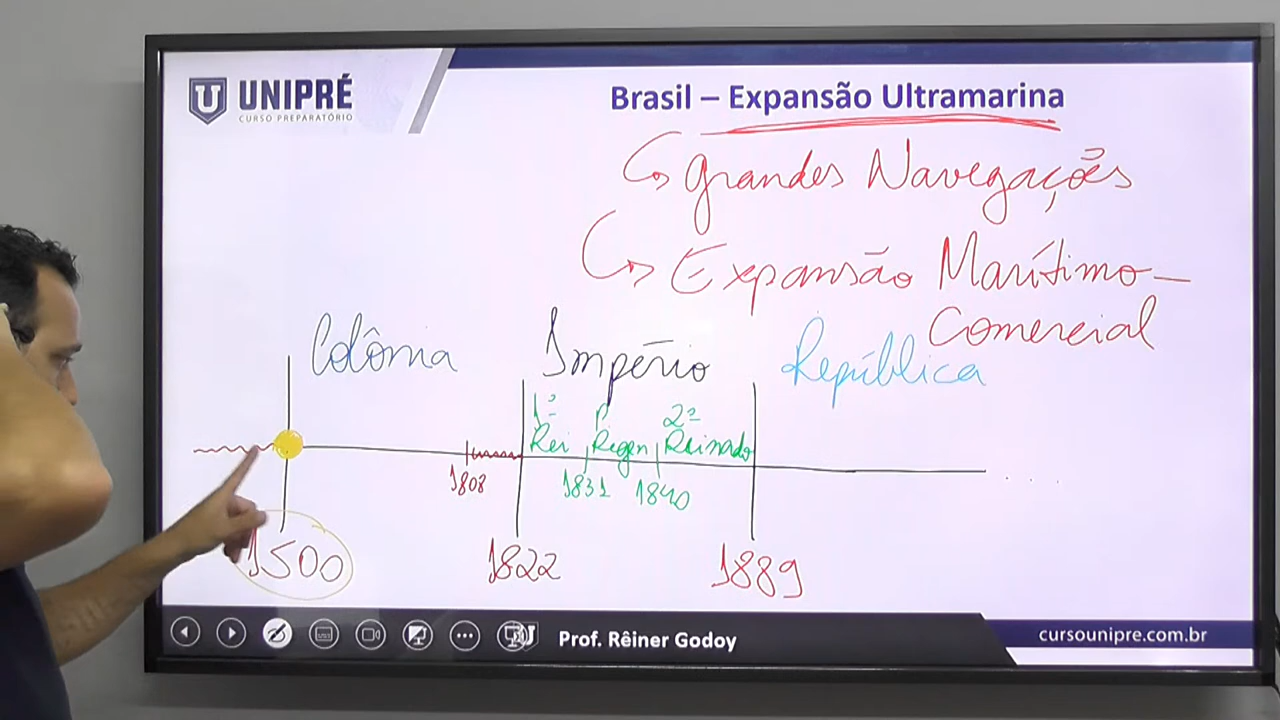 UNIPRÉ
CURSO PREPARATÓRIO
Brasil – Expansão Ultramarina
Grandes Navegações
Expansão Marítimo-
Comercial
Colônia Império República
1º P. 2º
Rei Regen Reinado
1808 1831 1840
1500 1822 1889
Prof. Rêiner Godoy
cursounipre.com.br